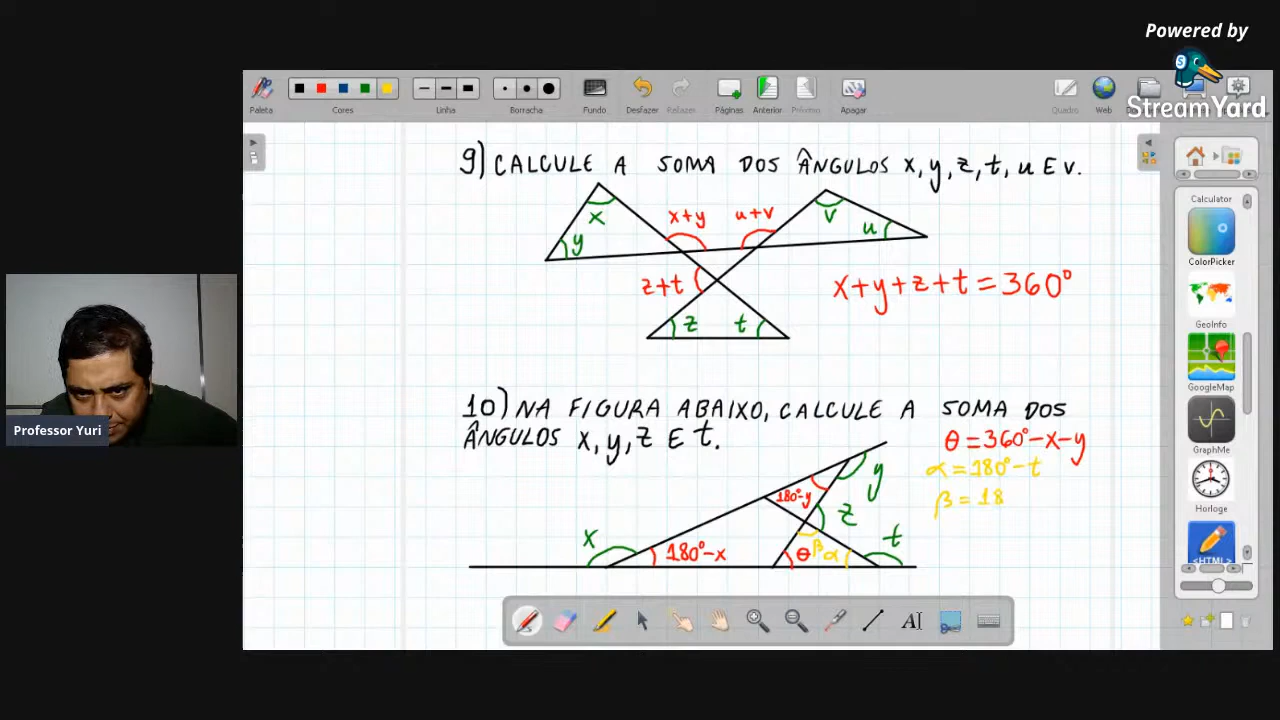 Powered by
StreamYard
Paleta
Cores
Linha
Borracha
Fundo
Desfazer
Refazer
Páginas
Anterior
Próximo
Apagar
Quadro
Web
9) CALCULE A SOMA DOS ÂNGULOS x, y, z, t, u E v.
x+y
u+v
x
v
y
u
z+t
x+y+z+t=360°
z
t
10) NA FIGURA ABAIXO, CALCULE A SOMA DOS
ÂNGULOS x, y, z E t.
θ=360°-x-y
α=180°-t
β=18
180°-y
y
z
x
t
180°-x
θ
β
α
Professor Yuri
Calculator
ColorPicker
GeoInfo
GoogleMap
GraphMe
Horloge
<HTML>
AI